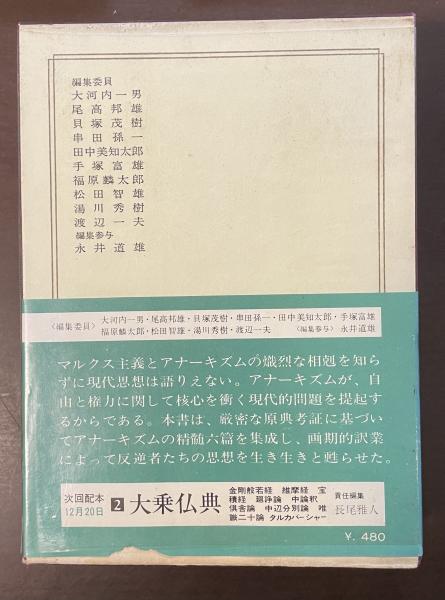 編集委員
大河内一男
尾高邦雄
貝塚茂樹
串田孫一
田中美知太郎
手塚富雄
福原麟太郎
松田智雄
湯川秀樹
渡辺一夫
編集参与
永井道雄
〈編集委員〉 大河内一男・尾高邦雄・貝塚茂樹・串田孫一・田中美知太郎・手塚富雄
福原麟太郎・松田智雄・湯川秀樹・渡辺一夫 〈編集参与〉 永井道雄
マルクス主義とアナーキズムの熾烈な相剋を知ら
ずに現代思想は語りえない。アナーキズムが、自
由と権力に関して核心を衝く現代的問題を提起す
るからである。本書は、厳密な原典考証に基づい
てアナーキズムの精髄六篇を集成し、画期的訳業
によって反逆者たちの思想を生き生きと甦らせた。
次回配本
12月20日
2 大乗仏典
金剛般若経 維摩経 宝
積経 廻諍論 中論釈
倶舎論 中辺分別論 唯
識二十論 タルカバーシャー
責任編集
長尾雅人
¥. 480